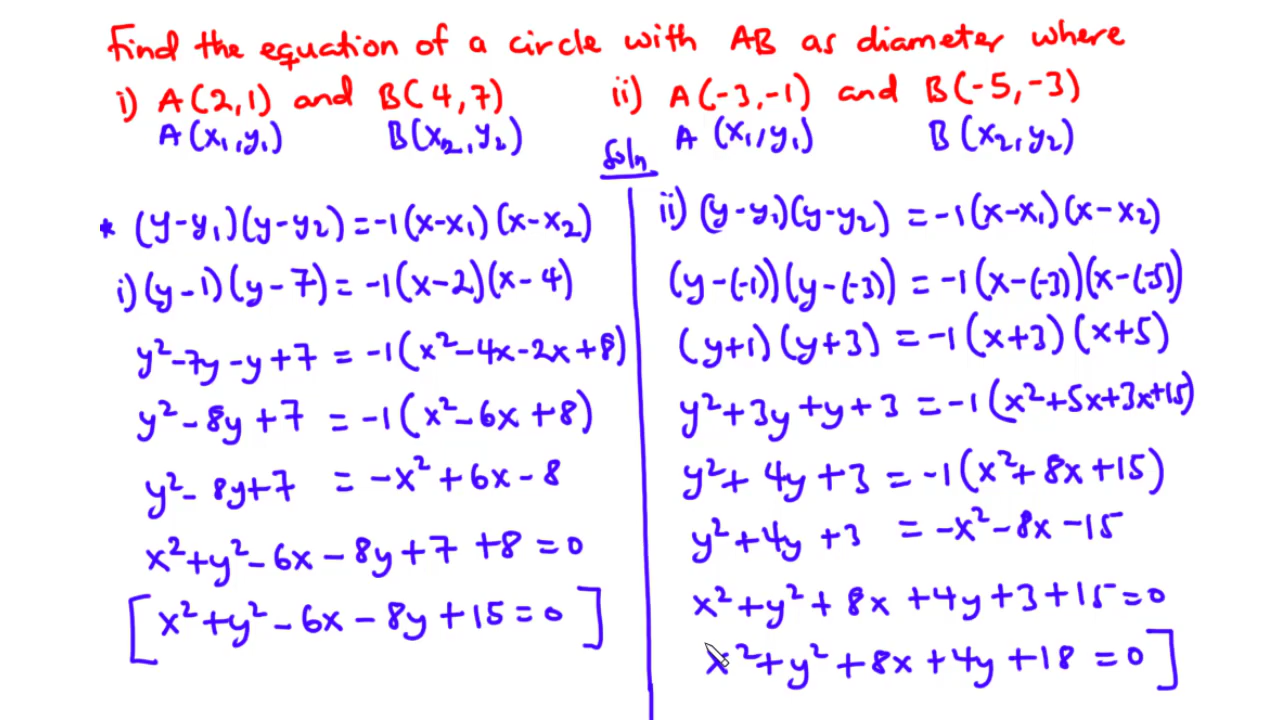 Find the equation of a circle with AB as diameter where
i) A(2,1) and B(4,7)
ii) A(-3,-1) and B(-5,-3)
A(x₁,y₁) B(x₂,y₂)
A (x₁,y₁) B (x₂,y₂)
Soln
* (y-y₁)(y-y₂) = -1(x-x₁)(x-x₂)
i) (y-1)(y-7) = -1(x-2)(x-4)
y²-7y-y+7 = -1(x²-4x-2x+8)
y²-8y+7 = -1(x²-6x+8)
y²-8y+7 = -x²+6x-8
x²+y²-6x-8y+7+8=0
[x²+y²-6x-8y+15=0]
ii) (y-y₁)(y-y₂) = -1(x-x₁)(x-x₂)
(y-(-1))(y-(-3)) = -1(x-(-3))(x-(-5)
(y+1)(y+3) = -1(x+3)(x+5)
y²+3y+y+3 = -1(x²+5x+3x+15)
y²+4y+3 = -1(x²+8x+15)
y²+4y+3 = -x²-8x-15
x²+y²+8x+4y+3+15=0
x²+y²+8x+4y+18=0]